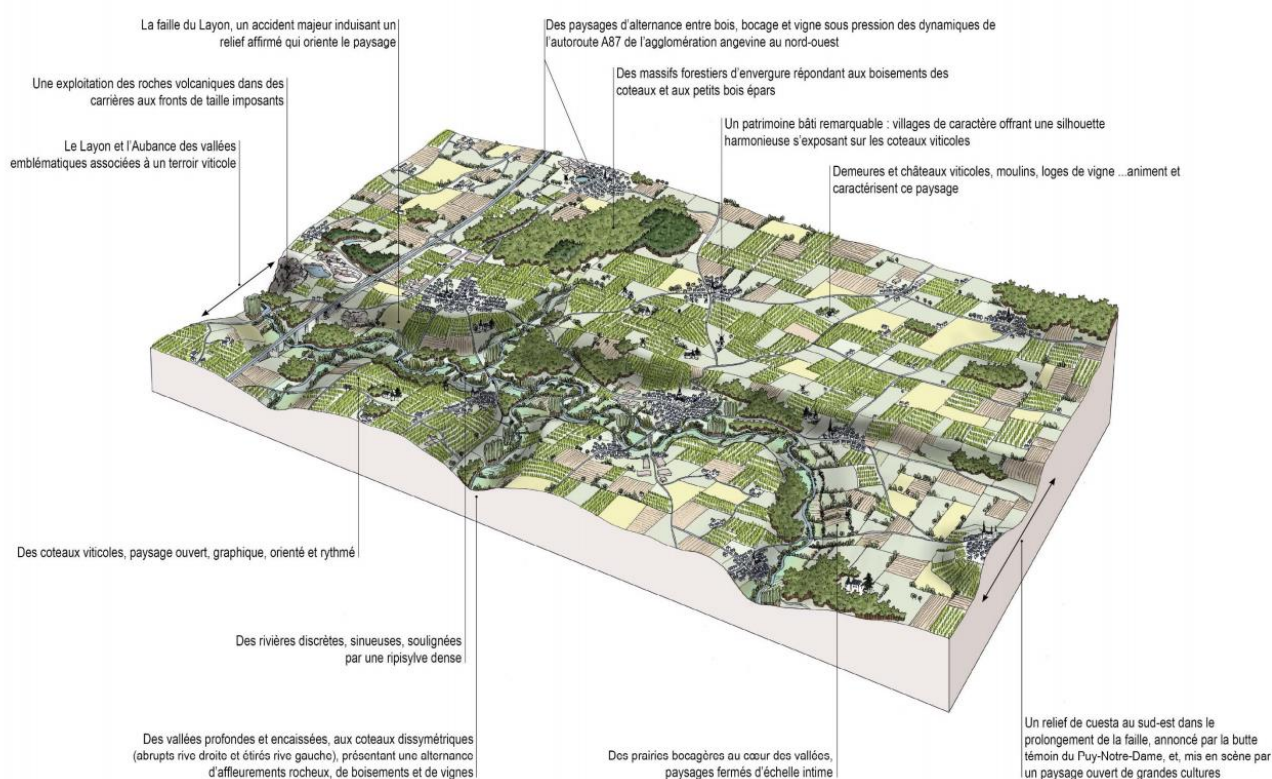 La faille du Layon, un accident majeur induisant un
relief affirmé qui oriente le paysage
Des paysages d'alternance entre bois, bocage et vigne sous pression des dynamiques de
l'autoroute A87 de l'agglomération angevine au nord-ouest
Une exploitation des roches volcaniques dans des
carrières aux fronts de taille imposants
Des massifs forestiers d'envergure répondant aux boisements des
coteaux et aux petits bois épars
Le Layon et l'Aubance des vallées
emblématiques associées à un terroir viticole
Un patrimoine bâti remarquable : villages de caractère offrant une silhouette
harmonieuse s'exposant sur les coteaux viticoles
Demeures et châteaux viticoles, moulins, loges de vigne ...animent et
caractérisent ce paysage
Des coteaux viticoles, paysage ouvert, graphique, orienté et rythmé
Des rivières discrètes, sinueuses, soulignées
par une ripisylve dense
Des vallées profondes et encaissées, aux coteaux dissymétriques
(abrupts rive droite et étirés rive gauche), présentant une alternance
d'affleurements rocheux, de boisements et de vignes
Des prairies bocagères au cœur des vallées,
paysages fermés d'échelle intime
Un relief de cuesta au sud-est dans le
prolongement de la faille, annoncé par la butte
témoin du Puy-Notre-Dame, et, mis en scène par
un paysage ouvert de grandes cultures